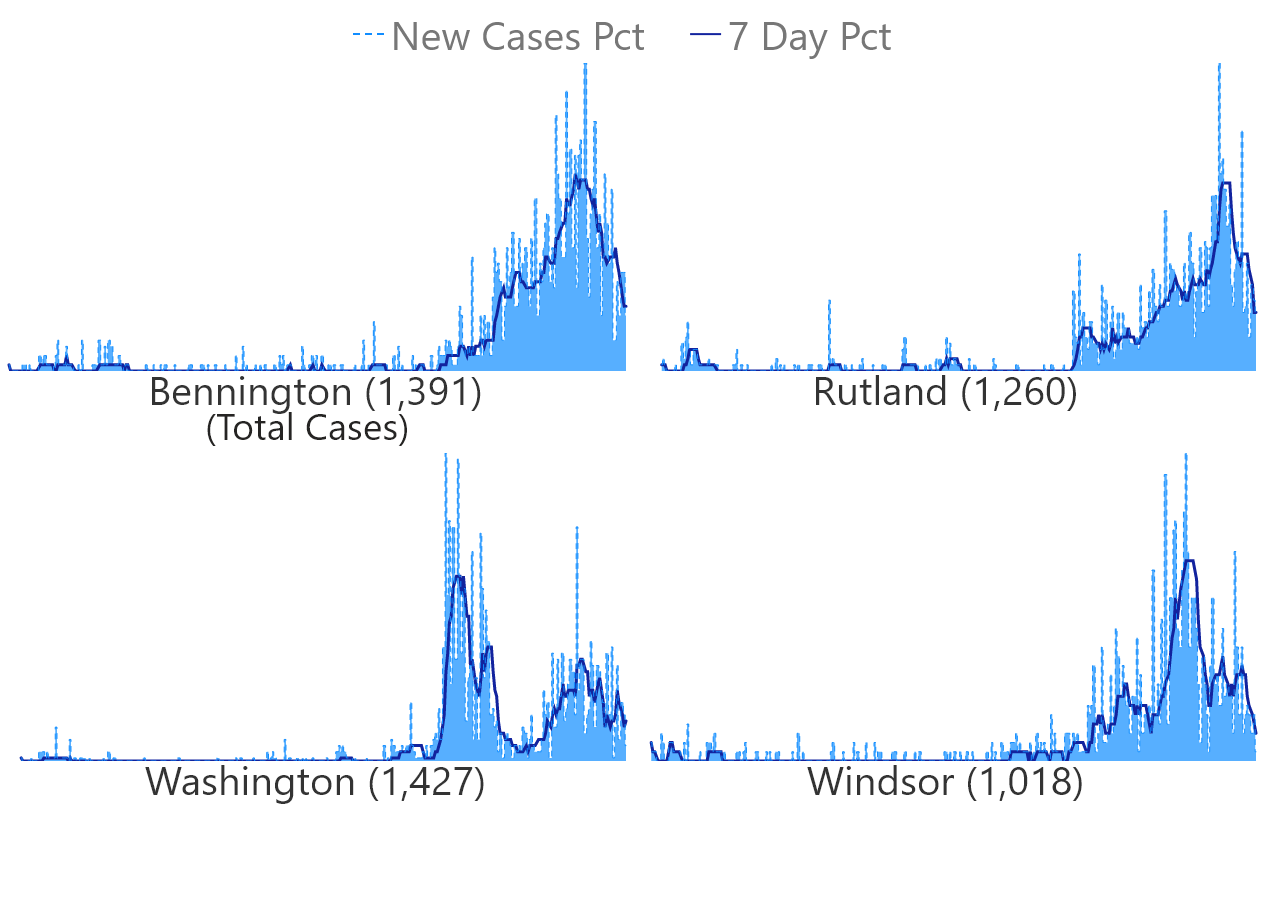 New Cases Pct 7 Day Pct
Bennington (1,391)
(Total Cases)
Rutland (1,260)
Washington (1,427)
Windsor (1,018)